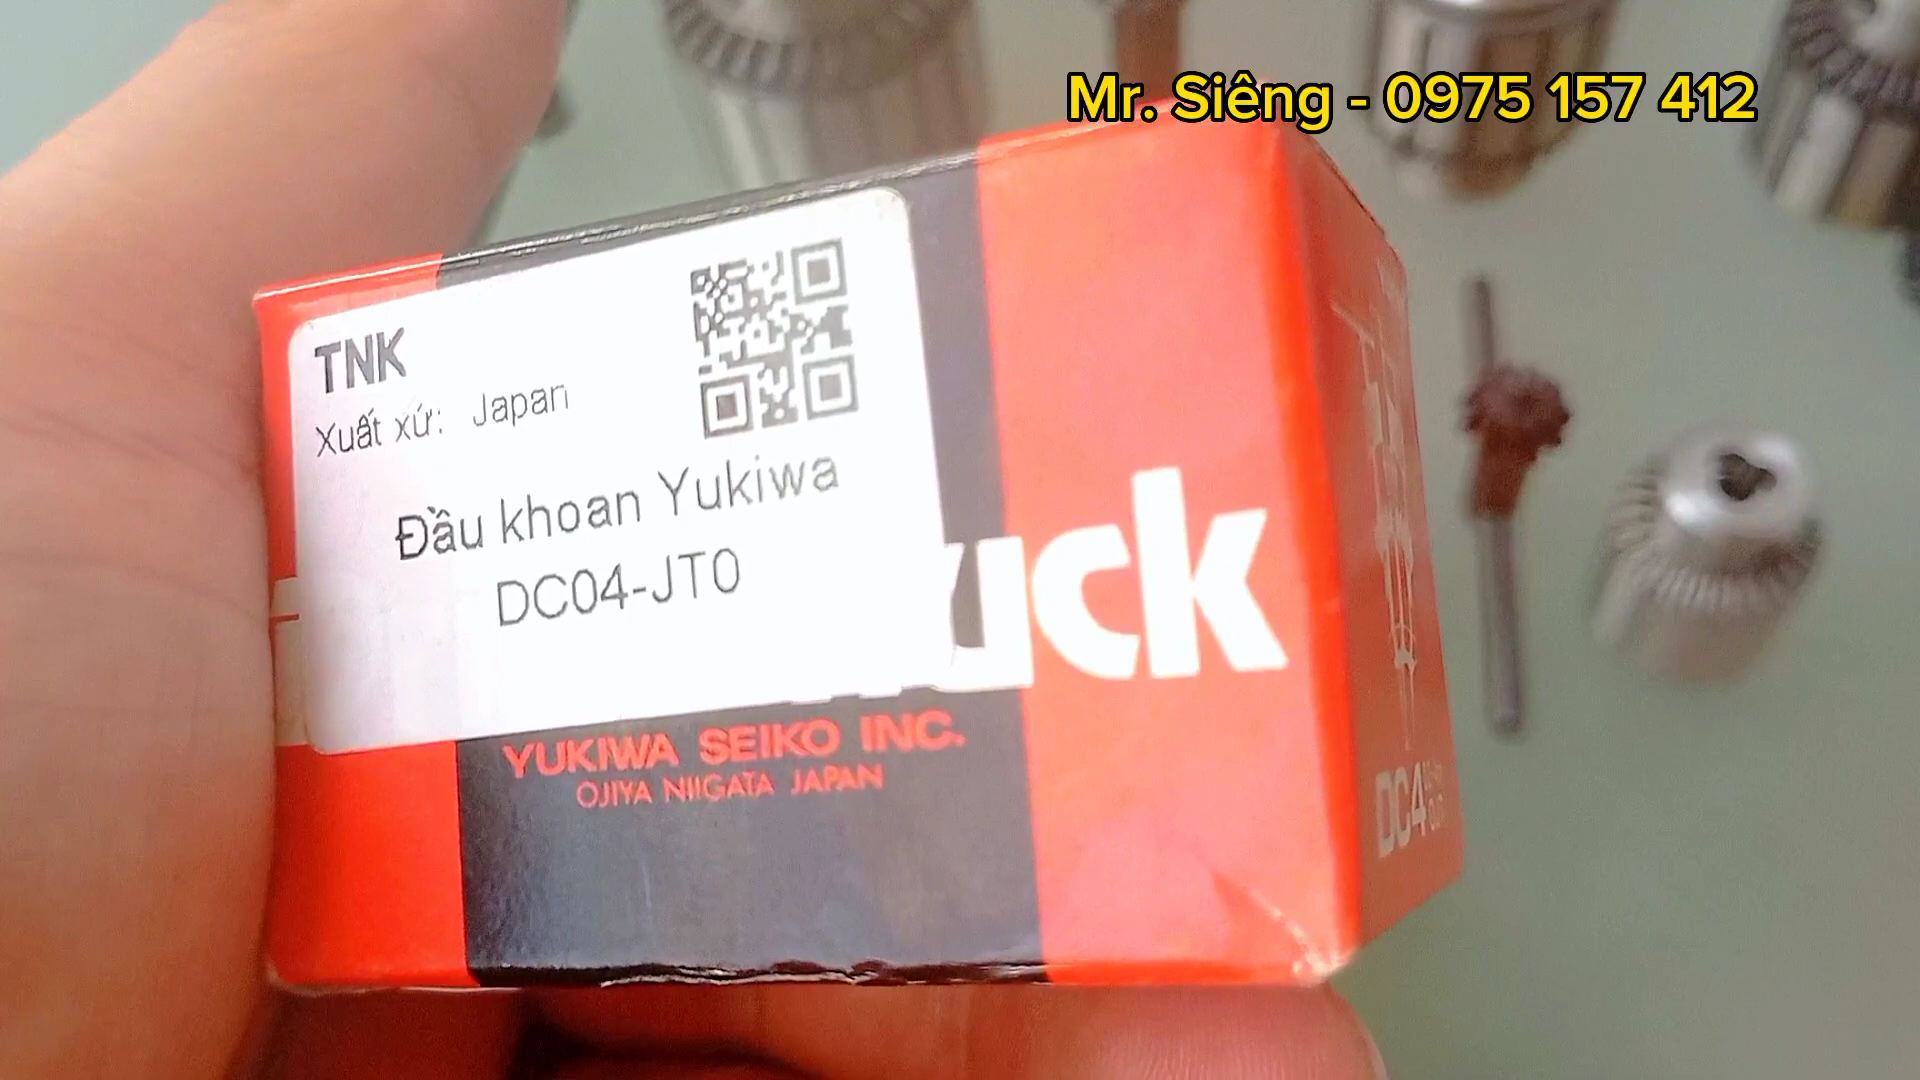 Mr. Siêng - 0975 157 412
TNK
Xuất xứ: Japan
Đầu khoan Yukiwa
DC04-JT0
uck
YUKIWA SEIKO INC.
OJIYA NIIGATA JAPAN
DC4